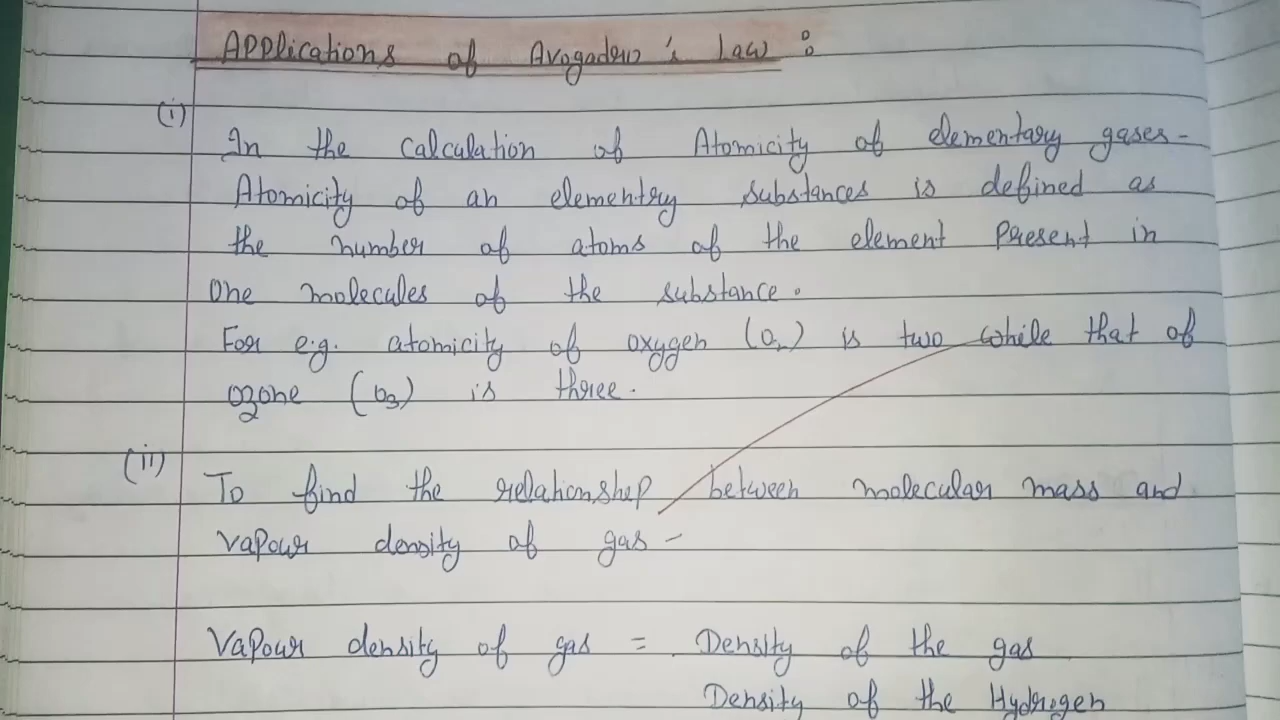 Applications of Avogadro's Law :
(i)
In the calculation of Atomicity of elementary gases-
Atomicity of an elementry substances is defined as
the number of atoms of the element Present in
One molecules of the substance.
For e.g. atomicity of oxygen (O₂) is two while that of
ozone (O₃) is three.
(ii)
To find the relationshep between molecular mass and
vapour density of gas -
Vapour density of gas = Density of the gas
Density of the Hydrogen